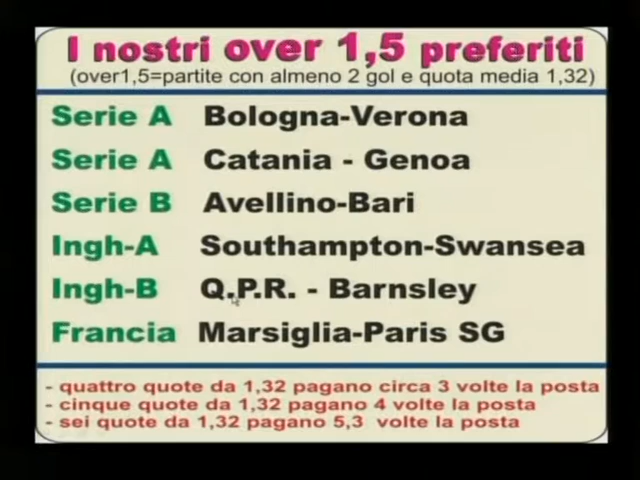 I nostri over 1,5 preferiti
(over1,5=partite con almeno 2 gol e quota media 1,32)
Serie A Bologna-Verona
Serie A Catania - Genoa
Serie B Avellino-Bari
Ingh-A Southampton-Swansea
Ingh-B Q.P.R. - Barnsley
Francia Marsiglia-Paris SG
- quattro quote da 1,32 pagano circa 3 volte la posta
- cinque quote da 1,32 pagano 4 volte la posta
- sei quote da 1,32 pagano 5,3 volte la posta